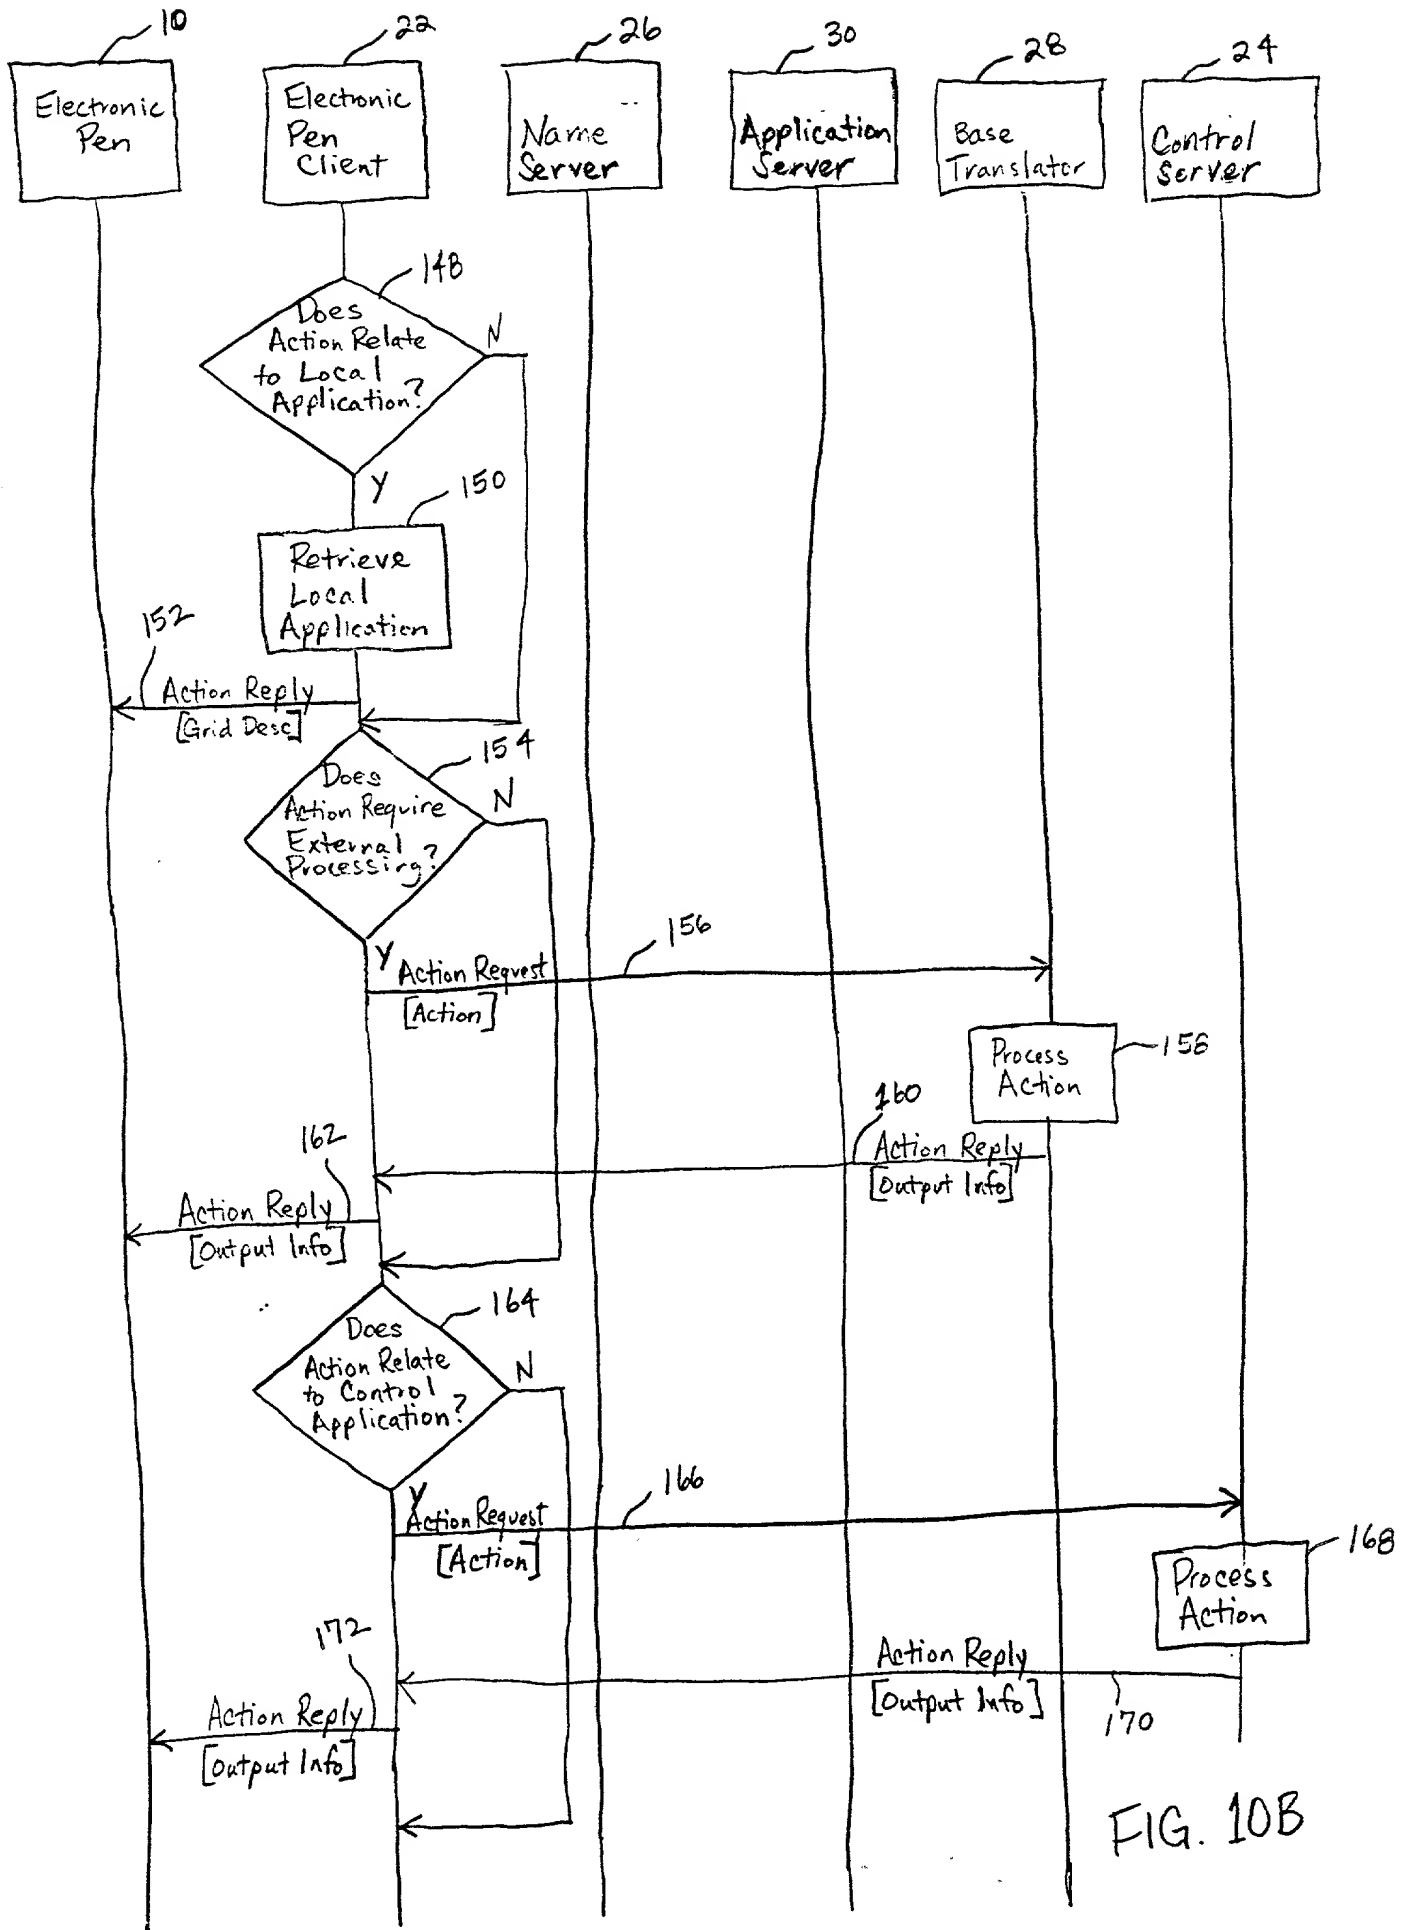 10
22
26
30
28
24
Electronic
Pen
Electronic
Pen
Client
Name
Server
Application
Server
Base
Translator
Control
Server
148
Does
Action Relate
to Local
Application?
N
Y
150
Retrieve
Local
Application
152
Action Reply
[Grid Desc]
154
Does
Action Require
External
Processing?
N
Y
Action Request
[Action]
156
Process
Action
158
160
Action Reply
[Output Info]
162
Action Reply
[Output Info]
164
Does
Action Relate
to Control
Application?
N
Y
Action Request
[Action]
166
Process
Action
168
Action Reply
[Output Info]
170
172
Action Reply
[Output Info]
FIG. 10B